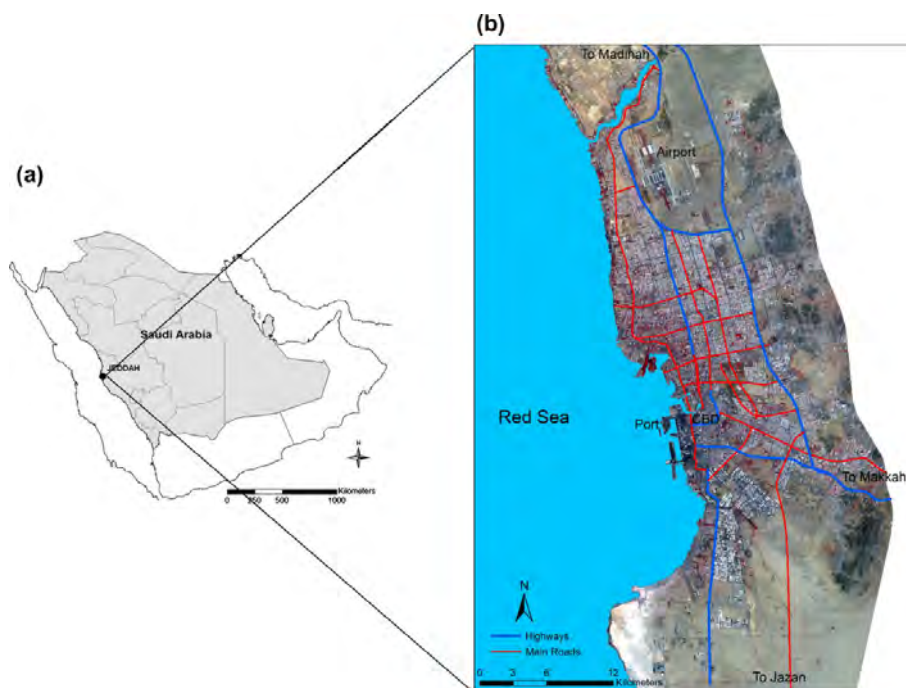 (a)
Saudi Arabia
JEDDAH
N
0 250 500 1000
Kilometers
(b)
To Madinah
Airport
Red Sea
Port
CBD
To Makkah
N
Highways
Main Roads
0 3 6 12
Kilometers
To Jazan